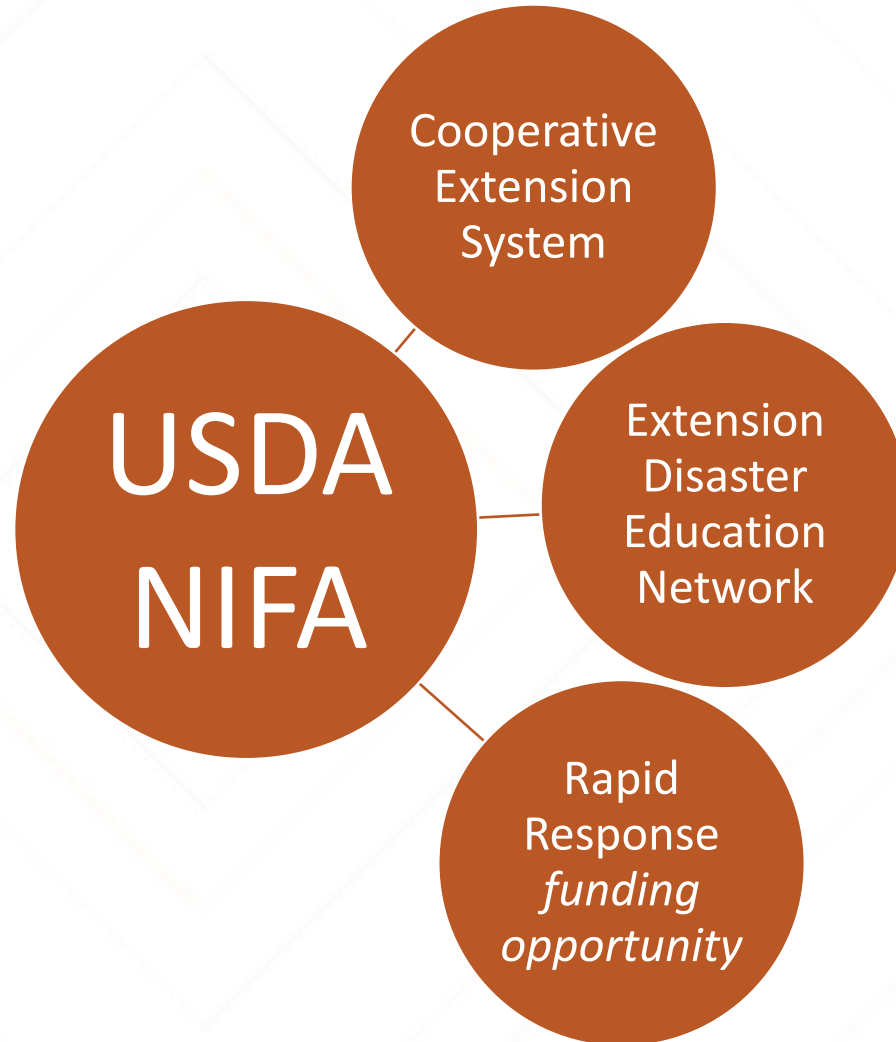 USDA
NIFA
Cooperative
Extension
System
Extension
Disaster
Education
Network
Rapid
Response
funding
opportunity